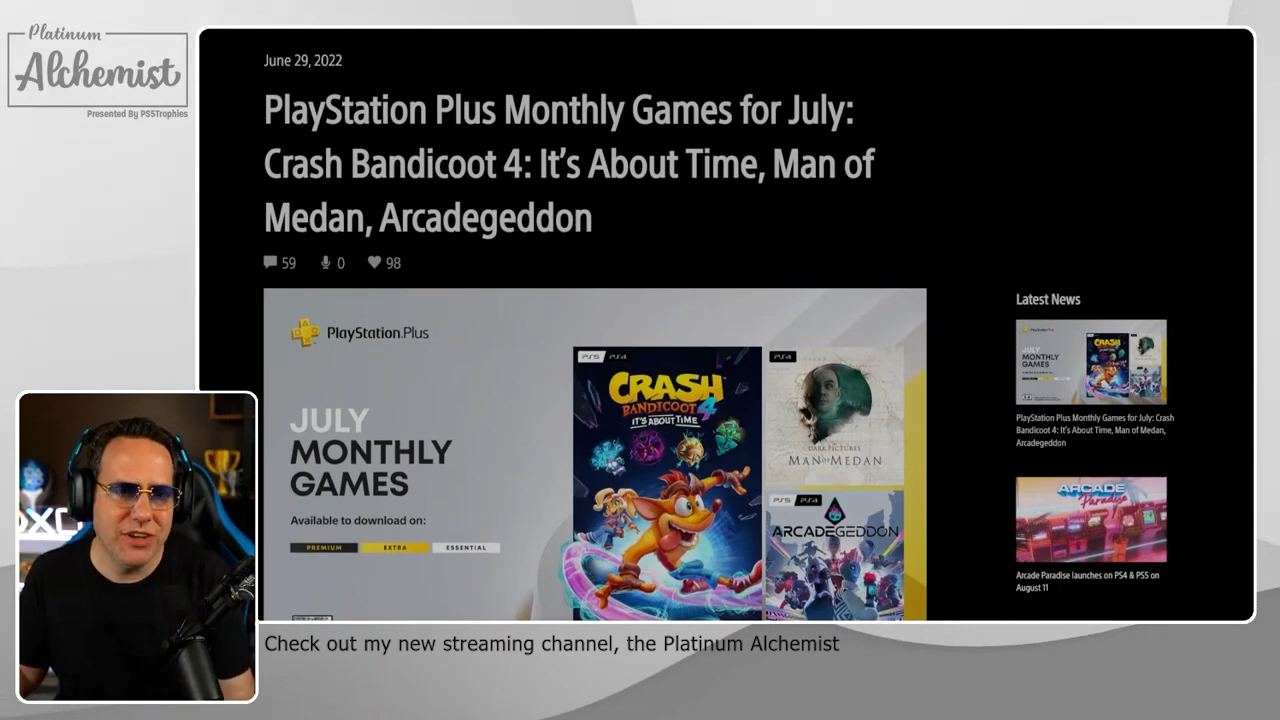 Platinum
Alchemist
Presented By PS5Trophies
June 29, 2022
PlayStation Plus Monthly Games for July:
Crash Bandicoot 4: It's About Time, Man of
Medan, Arcadegeddon
59 0 98
PlayStation.Plus
JULY
MONTHLY
GAMES
Available to download on:
PREMIUM EXTRA ESSENTIAL
PS5 PS4
CRASH
BANDICOOT 4
IT'S ABOUT TIME
PS4
DARK PICTURES
MAN OF MEDAN
PS5 PS4
ARCADEGEDDON
Latest News
JULY
MONTHLY
GAMES
CRASH
PlayStation Plus Monthly Games for July: Crash
Bandicoot 4: It's About Time, Man of Medan,
Arcadegeddon
ARCADE
Paradise
Arcade Paradise launches on PS4 & PS5 on
August 11
Check out my new streaming channel, the Platinum Alchemist